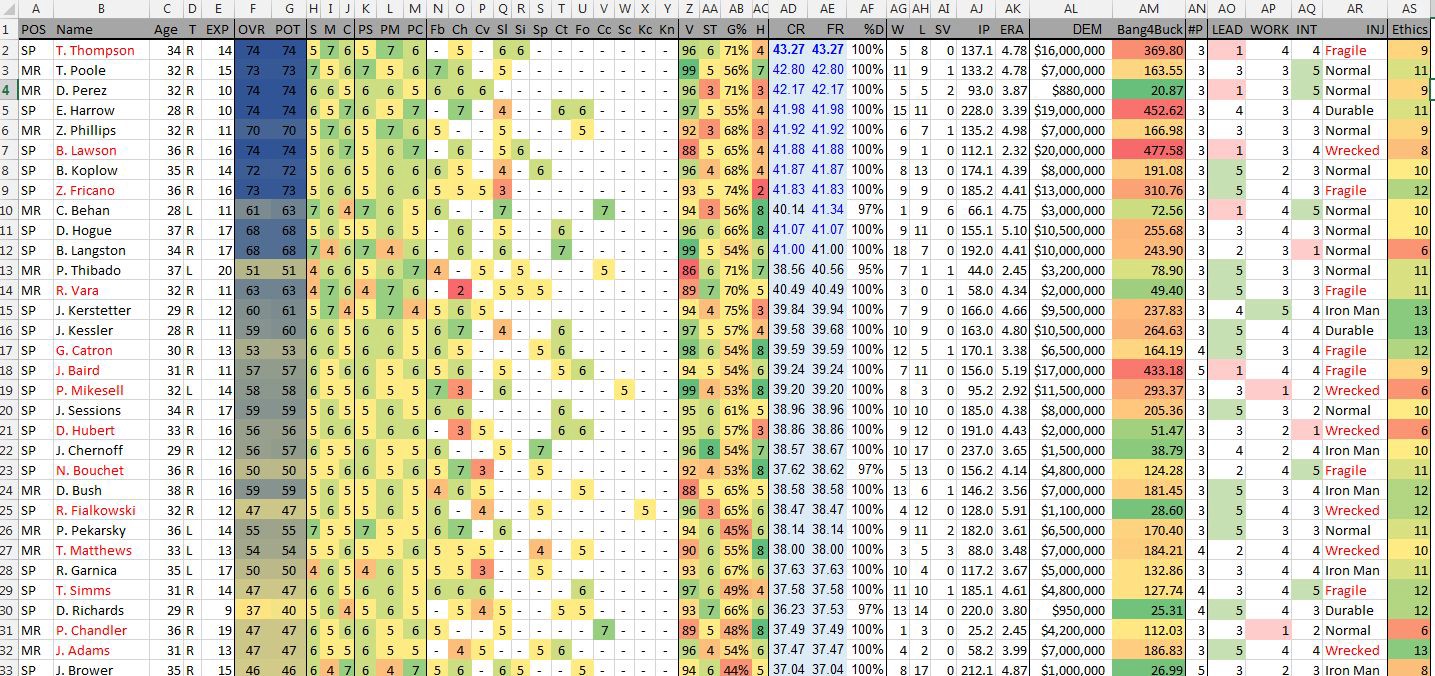 A B C D E F G H I J K L M N O P Q R S T U V W X Y Z AA AB AC AD AE AF AG AH AI AJ AK AL AM AN AO AP AQ AR AS
1 POS Name Age T EXP OVR POT S M C PS PM PC Fb Ch Cv Sl Si Sp Ct Fo Cc Sc Kc Kn V ST G% H CR FR %D W L SV IP ERA DEM Bang4Buck #P LEAD WORK INT INJ Ethics
2 SP T. Thompson 34 R 14 74 74 5 7 6 5 7 6 - 5 - 6 6 - - - - - - - 96 6 71% 4 43.27 43.27 100% 5 8 0 137.1 4.78 $16,000,000 369.80 3 1 4 4 Fragile 9
3 MR T. Poole 32 R 15 73 73 7 5 6 7 5 6 7 6 - 5 - - - - - - - - 99 5 56% 7 42.80 42.80 100% 11 9 1 133.2 4.78 $7,000,000 163.55 3 3 3 5 Normal 11
4 MR D. Perez 32 R 10 74 74 6 6 5 6 6 5 6 6 6 - - - - - - - - - 96 3 71% 3 42.17 42.17 100% 5 5 2 93.0 3.87 $880,000 20.87 3 1 3 5 Normal 9
5 SP E. Harrow 28 R 10 74 74 6 5 7 6 5 7 - 7 - 4 - - 6 6 - - - - 97 5 55% 4 41.98 41.98 100% 15 11 0 228.0 3.39 $19,000,000 452.62 3 4 3 4 Durable 11
6 MR Z. Phillips 32 R 11 70 70 5 7 6 5 7 6 5 - - 5 - - - 5 - - - - 92 3 68% 3 41.92 41.92 100% 6 7 1 135.2 4.98 $7,000,000 166.98 3 3 3 3 Normal 9
7 SP B. Lawson 36 R 16 74 74 5 6 7 5 6 7 - 6 - 5 6 - - - - - - - 88 5 65% 4 41.88 41.88 100% 9 1 0 112.1 2.32 $20,000,000 477.58 3 1 3 4 Wrecked 8
8 SP B. Koplow 35 R 14 72 72 5 6 6 5 6 6 - 5 - 4 - 6 - - - - - - 96 4 68% 4 41.87 41.87 100% 8 13 0 174.1 4.39 $8,000,000 191.08 3 5 2 3 Normal 10
9 SP Z. Fricano 36 R 16 73 73 5 6 6 5 6 6 5 5 5 3 - - - - - - - - 93 5 74% 2 41.83 41.83 100% 9 9 0 185.2 4.41 $13,000,000 310.76 3 5 3 4 Fragile 12
10 MR C. Behan 28 L 11 61 63 7 6 4 7 6 5 6 - - 7 - - - - 7 - - - 94 3 56% 8 40.14 41.34 97% 1 9 6 66.1 4.75 $3,000,000 72.56 3 1 4 5 Normal 10
11 SP D. Hogue 37 R 17 68 68 5 6 6 5 6 6 - 6 - 5 - - 6 - - - - - 96 6 66% 8 41.07 41.07 100% 9 11 0 155.1 5.10 $10,500,000 255.68 3 3 4 3 Normal 10
12 SP B. Langston 34 R 17 68 68 7 4 6 7 4 6 - 6 - 6 - - 7 - - - - - 99 5 54% 6 41.00 41.00 100% 18 7 0 192.0 4.41 $10,000,000 243.90 3 2 3 1 Normal 6
13 MR P. Thibado 37 L 20 51 51 4 6 6 5 6 7 4 - 5 - 5 - - - 5 - - - 86 6 71% 7 38.56 40.56 95% 7 1 1 44.0 2.45 $3,200,000 78.90 3 5 3 3 Normal 11
14 MR R. Vara 32 R 11 63 63 4 7 6 4 7 6 - 2 - 5 5 5 - - - - - - 89 7 70% 5 40.49 40.49 100% 3 0 1 58.0 4.34 $2,000,000 49.40 3 5 3 3 Fragile 11
15 MR J. Kerstetter 29 R 12 60 61 5 7 4 5 7 4 5 6 5 - - - - - - - - - 94 4 75% 3 39.84 39.94 100% 7 9 0 166.0 4.66 $9,500,000 237.83 3 4 5 4 Iron Man 13
16 SP J. Kessler 28 R 11 59 60 6 6 5 6 6 5 6 7 - 4 - - 6 - - - - - 97 5 57% 4 39.58 39.68 100% 10 9 0 163.0 4.80 $10,500,000 264.63 3 5 4 4 Durable 13
17 SP G. Catron 30 R 13 53 53 6 6 5 6 6 5 6 5 - - - 5 6 - - - - - 98 6 54% 8 39.59 39.59 100% 12 5 1 170.1 3.38 $6,500,000 164.19 4 5 3 4 Fragile 12
18 SP J. Baird 31 R 11 57 57 6 5 6 6 5 6 5 6 - 5 - - 5 6 - - - - 94 5 54% 6 39.24 39.24 100% 7 11 0 156.0 5.19 $17,000,000 433.18 5 1 4 4 Fragile 9
19 SP P. Mikesell 32 L 14 58 58 6 6 5 6 6 5 7 3 - 6 - - - - - 5 - - 99 4 53% 8 39.20 39.20 100% 8 3 0 95.2 2.92 $11,500,000 293.37 3 3 1 2 Wrecked 6
20 SP J. Sessions 34 R 17 59 59 5 5 6 5 5 6 6 6 - - - - 6 - - - - - 95 6 61% 5 38.96 38.96 100% 10 10 0 185.0 4.38 $8,000,000 205.36 3 5 3 2 Normal 10
21 SP D. Hubert 33 R 16 56 56 6 5 6 6 5 6 - 3 5 - - - 6 6 - - - - 95 6 57% 3 38.86 38.86 100% 9 12 0 191.0 4.43 $2,000,000 51.47 3 3 2 1 Wrecked 6
22 SP J. Chernoff 29 R 12 56 57 6 5 5 6 5 5 6 6 - 5 - 7 - - - - - - 96 8 54% 7 38.57 38.67 100% 10 17 0 237.0 3.65 $1,500,000 38.79 4 2 4 4 Iron Man 10
23 SP N. Bouchet 36 R 16 50 50 5 5 6 6 5 6 5 7 3 - - 5 - - - - - - 92 4 53% 8 37.62 38.62 97% 5 13 0 156.2 4.14 $4,800,000 124.28 3 2 4 5 Fragile 11
24 MR D. Bush 38 R 16 59 59 5 6 5 5 6 5 4 6 5 - - - - 5 - - - - 88 5 65% 5 38.58 38.58 100% 13 6 1 146.2 3.56 $7,000,000 181.45 3 5 3 4 Iron Man 12
25 SP R. Fialkowski 32 R 12 47 47 5 6 6 5 6 6 - 5 4 - - 5 - - - - 5 - 96 3 65% 6 38.47 38.47 100% 4 12 0 128.0 5.91 $1,100,000 28.60 3 5 3 4 Wrecked 12
26 MR P. Pekarsky 36 L 14 55 55 7 5 5 7 5 5 6 7 - 6 - - - - - - - - 94 6 45% 6 38.14 38.14 100% 9 11 2 182.0 3.61 $6,500,000 170.40 3 5 3 3 Normal 11
27 MR T. Matthews 33 L 13 54 54 5 5 6 5 5 6 5 5 5 - - 4 - 5 - - - - 90 6 55% 8 38.00 38.00 100% 3 5 3 88.0 3.48 $7,000,000 184.21 4 2 4 4 Wrecked 10
28 SP R. Garnica 35 L 17 50 50 4 6 5 4 6 6 5 5 3 - - 5 - - - - - - 93 6 67% 6 37.63 37.63 100% 10 4 0 132.2 3.67 $4,000,000 112.86 3 3 4 4 Iron Man 11
29 SP T. Simms 31 R 14 47 47 6 6 5 6 6 5 6 6 6 - - - - 6 - - - - 97 6 49% 4 37.58 37.58 100% 11 10 1 185.1 4.61 $4,800,000 127.74 4 3 4 5 Fragile 12
30 SP D. Richards 29 R 9 37 40 5 6 4 5 6 5 5 5 4 5 - - 5 5 - - - - 93 7 66% 6 36.23 37.53 97% 13 14 0 220.0 3.80 $950,000 25.31 4 5 4 3 Durable 12
31 MR P. Chandler 36 R 19 47 47 6 5 6 6 5 6 5 - - 5 - - - - 7 - - - 89 5 48% 8 37.49 37.49 100% 1 3 0 25.2 2.45 $4,200,000 112.03 3 3 1 2 Normal 6
32 MR J. Adams 31 R 13 47 47 6 5 5 6 5 5 - 4 5 - - 5 - 5 - - - - 96 4 54% 6 37.47 37.47 100% 4 2 0 58.2 3.99 $7,000,000 186.83 3 5 4 4 Wrecked 13
33 SP J. Brower 35 R 15 46 46 6 4 7 6 4 7 6 5 - 6 5 - 5 - - - - - 94 6 44% 5 37.04 37.04 100% 8 17 0 212.1 4.87 $1,000,000 26.99 5 3 2 3 Iron Man 8